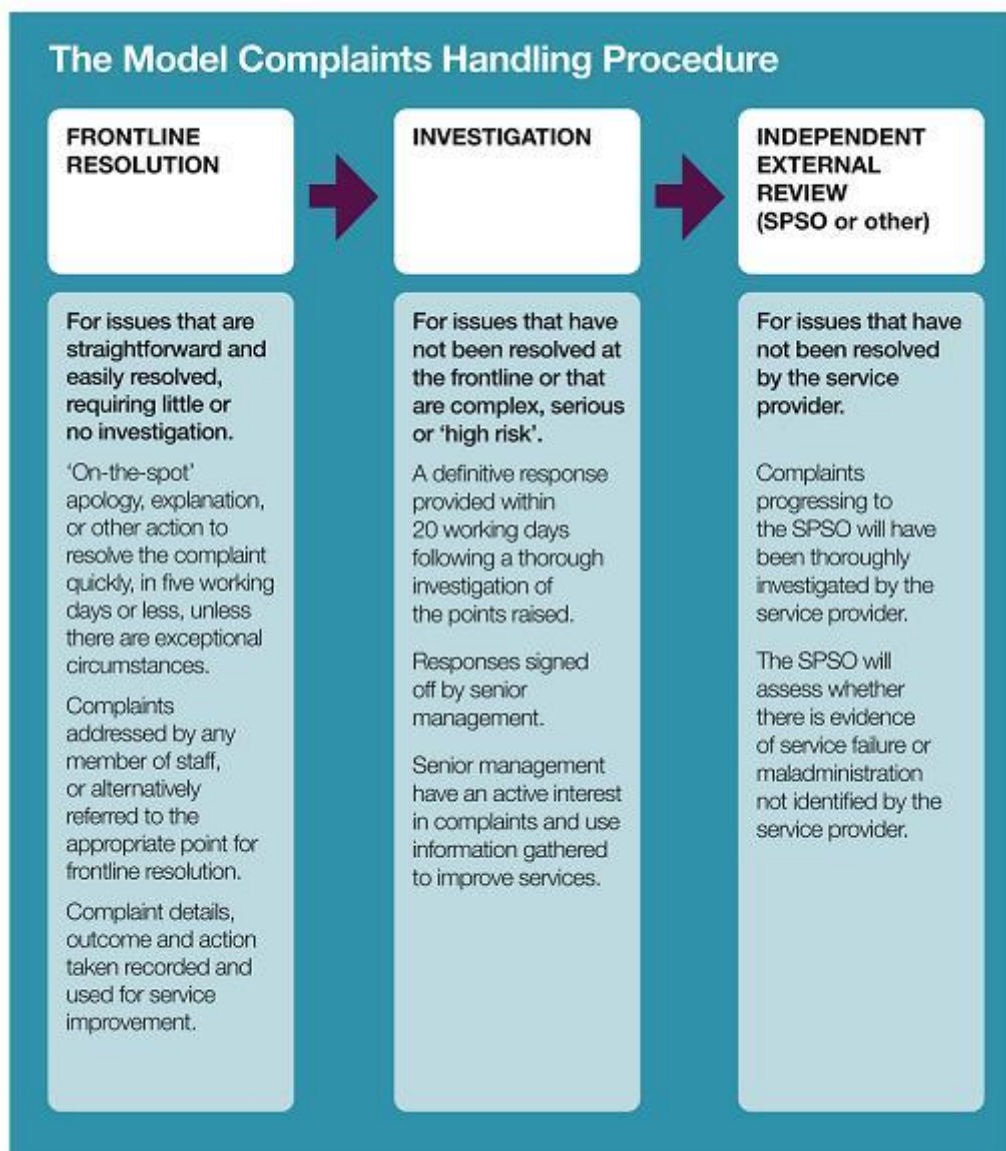 The Model Complaints Handling Procedure
FRONTLINE
RESOLUTION
For issues that are
straightforward and
easily resolved,
requiring little or
no investigation.
‘On-the-spot’
apology, explanation,
or other action to
resolve the complaint
quickly, in five working
days or less, unless
there are exceptional
circumstances.
Complaints
addressed by any
member of staff,
or alternatively
referred to the
appropriate point for
frontline resolution.
Complaint details,
outcome and action
taken recorded and
used for service
improvement.
INVESTIGATION
For issues that have
not been resolved at
the frontline or that
are complex, serious
or ‘high risk’.
A definitive response
provided within
20 working days
following a thorough
investigation of
the points raised.
Responses signed
off by senior
management.
Senior management
have an active interest
in complaints and use
information gathered
to improve services.
INDEPENDENT
EXTERNAL
REVIEW
(SPSO or other)
For issues that have
not been resolved
by the service
provider.
Complaints
progressing to
the SPSO will have
been thoroughly
investigated by the
service provider.
The SPSO will
assess whether
there is evidence
of service failure or
maladministration
not identified by the
service provider.